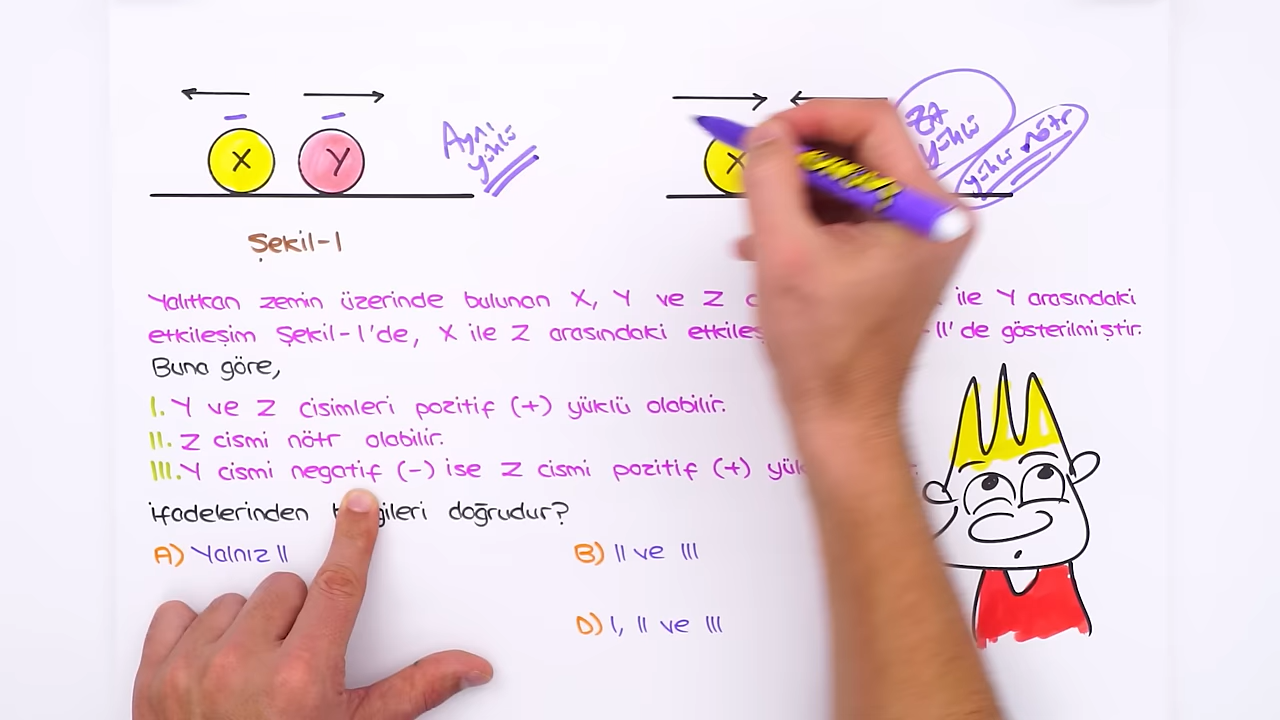 X Y
Aynı
yüklü
Zıt
yüklü
yüklü nötr
X
Şekil-1
Yalıtkan zemin üzerinde bulunan X, Y ve Z ile Y arasındaki
etkileşim Şekil-1'de, X ile Z arasındaki II'de gösterilmiştir.
Buna göre,
I. Y ve Z cisimleri pozitif (+) yüklü olabilir.
II. Z cismi nötr olabilir.
III. Y cismi negatif (-) ise Z cismi pozitif (+)
ifadelerinden doğrudur?
A) Yalnız II
B) II ve III
D) I, II ve III